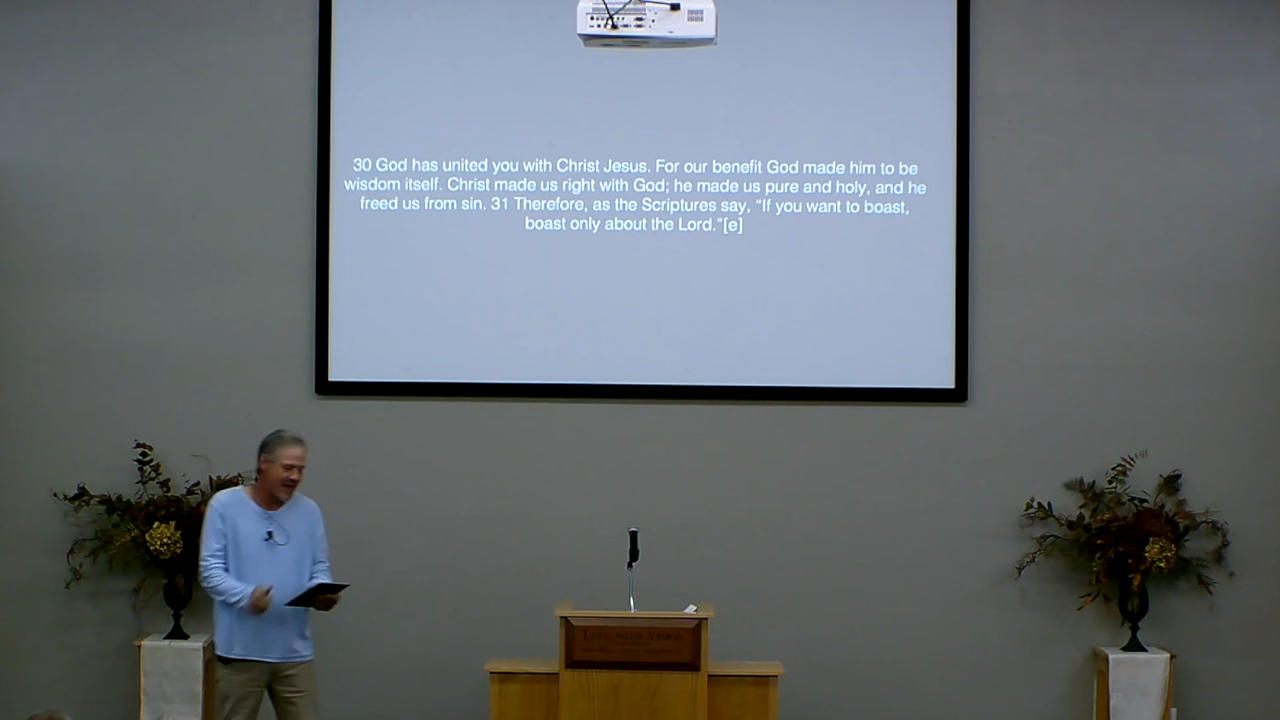 30 God has united you with Christ Jesus. For our benefit God made him to be
wisdom itself. Christ made us right with God; he made us pure and holy, and he
freed us from sin. 31 Therefore, as the Scriptures say, "If you want to boast,
boast only about the Lord."[e]